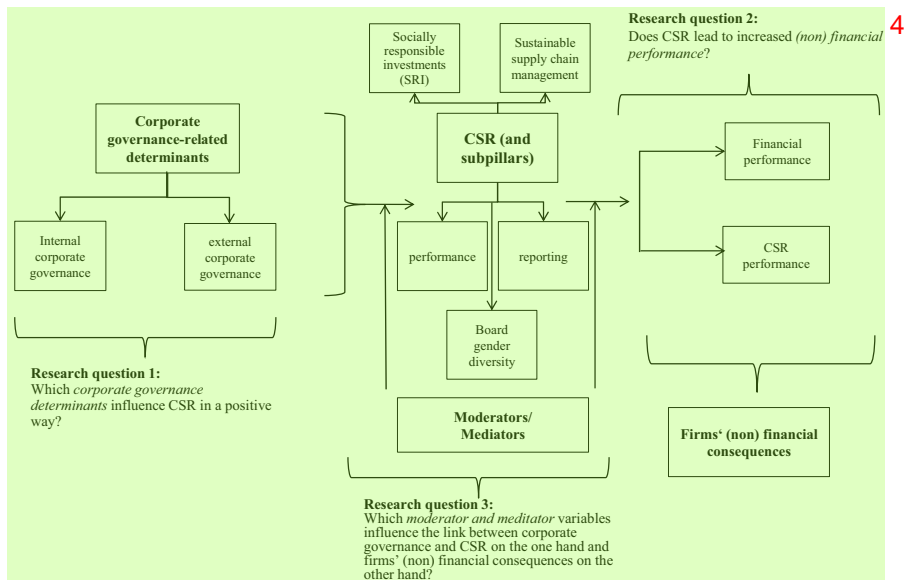 Research question 2:
Does CSR lead to increased (non) financial
performance?
4
Socially
responsible
investments
(SRI)
Sustainable
supply chain
management
Corporate
governance-related
determinants
CSR (and
subpillars)
Financial
performance
Internal
corporate
governance
external
corporate
governance
performance
reporting
CSR
performance
Board
gender
diversity
Research question 1:
Which corporate governance
determinants influence CSR in a positive
way?
Moderators/
Mediators
Firms‘ (non) financial
consequences
Research question 3:
Which moderator and meditator variables
influence the link between corporate
governance and CSR on the one hand and
firms’ (non) financial consequences on the
other hand?